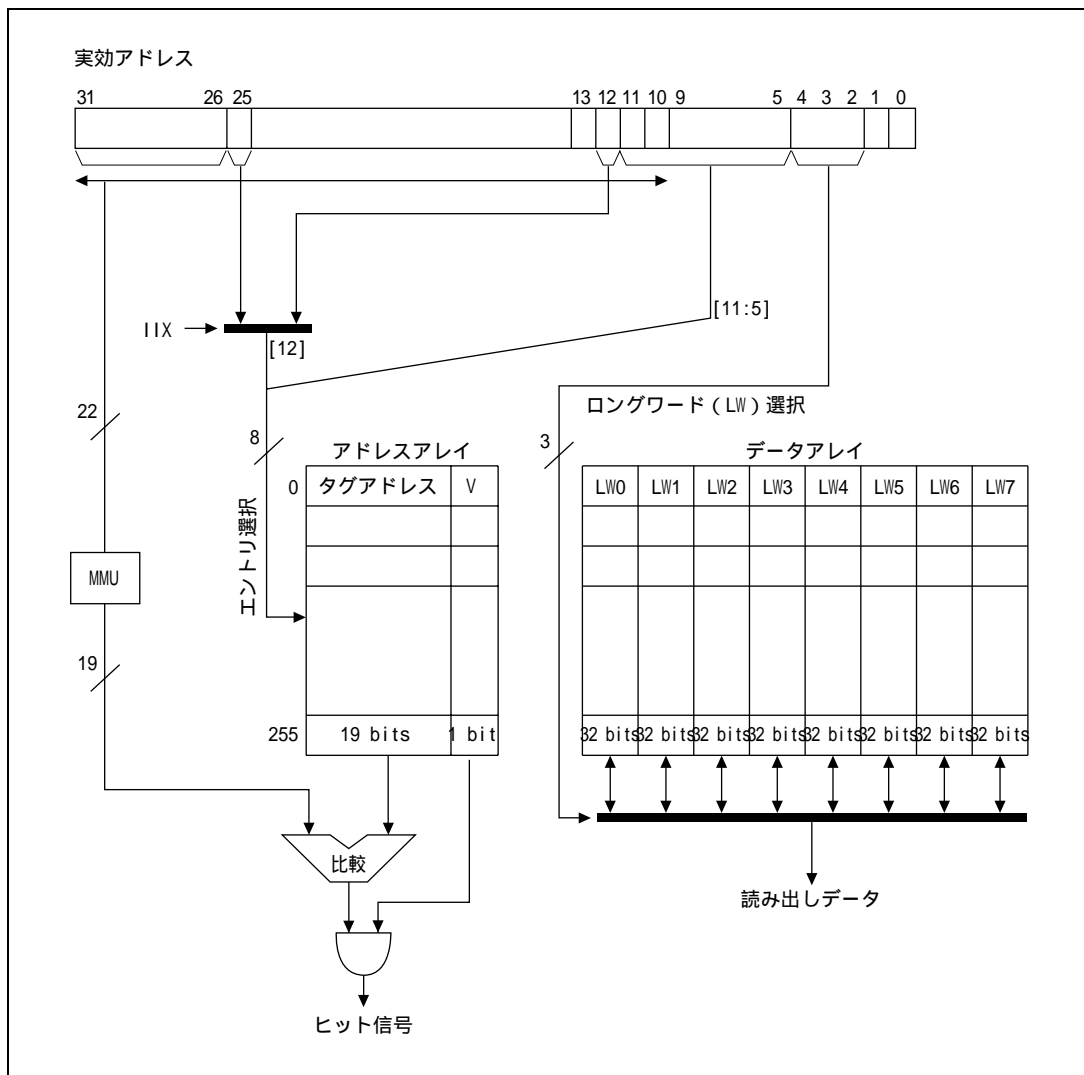 実効アドレス
31 26 25 13 12 11 10 9 5 4 3 2 1 0
IIX
[12]
[11:5]
22
8
ロングワード（LW）選択
3
アドレスアレイ
データアレイ
0 タグアドレス V
LW0 LW1 LW2 LW3 LW4 LW5 LW6 LW7
エントリ選択
MMU
19
255 19 bits 1 bit
32 bits 32 bits 32 bits 32 bits 32 bits 32 bits 32 bits 32 bits
比較
読み出しデータ
ヒット信号